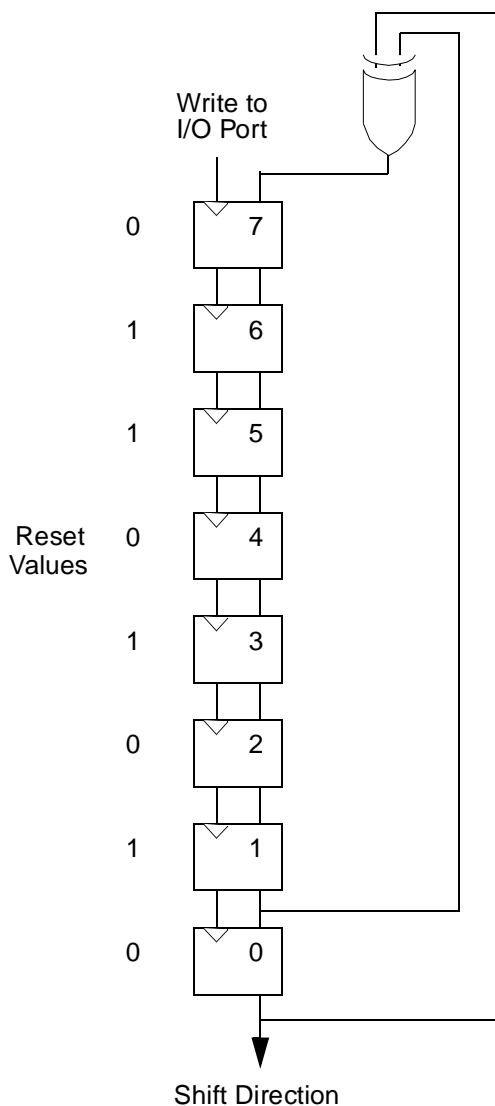 Write to
I/O Port
0 7
1 6
1 5
Reset
Values
0 4
1 3
0 2
1 1
0 0
Shift Direction